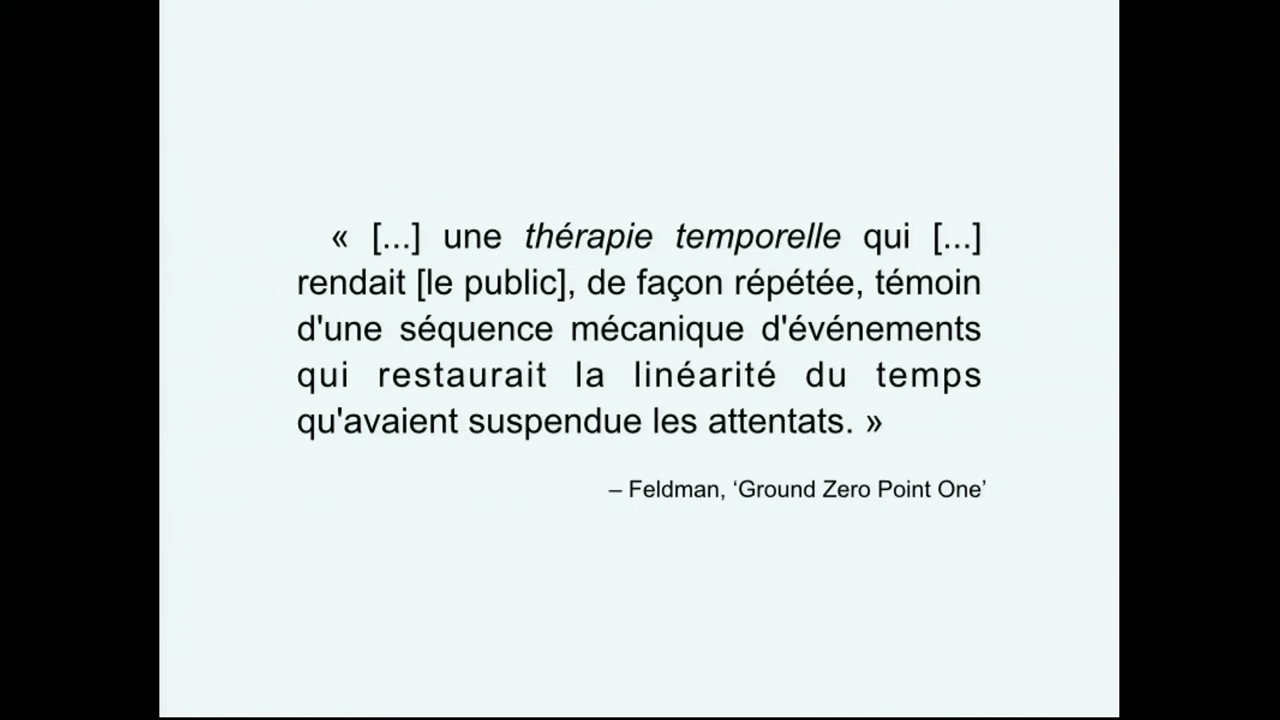 « [...] une thérapie temporelle qui [...]
rendait [le public], de façon répétée, témoin
d'une séquence mécanique d'événements
qui restaurait la linéarité du temps
qu'avaient suspendue les attentats. »
– Feldman, ‘Ground Zero Point One’